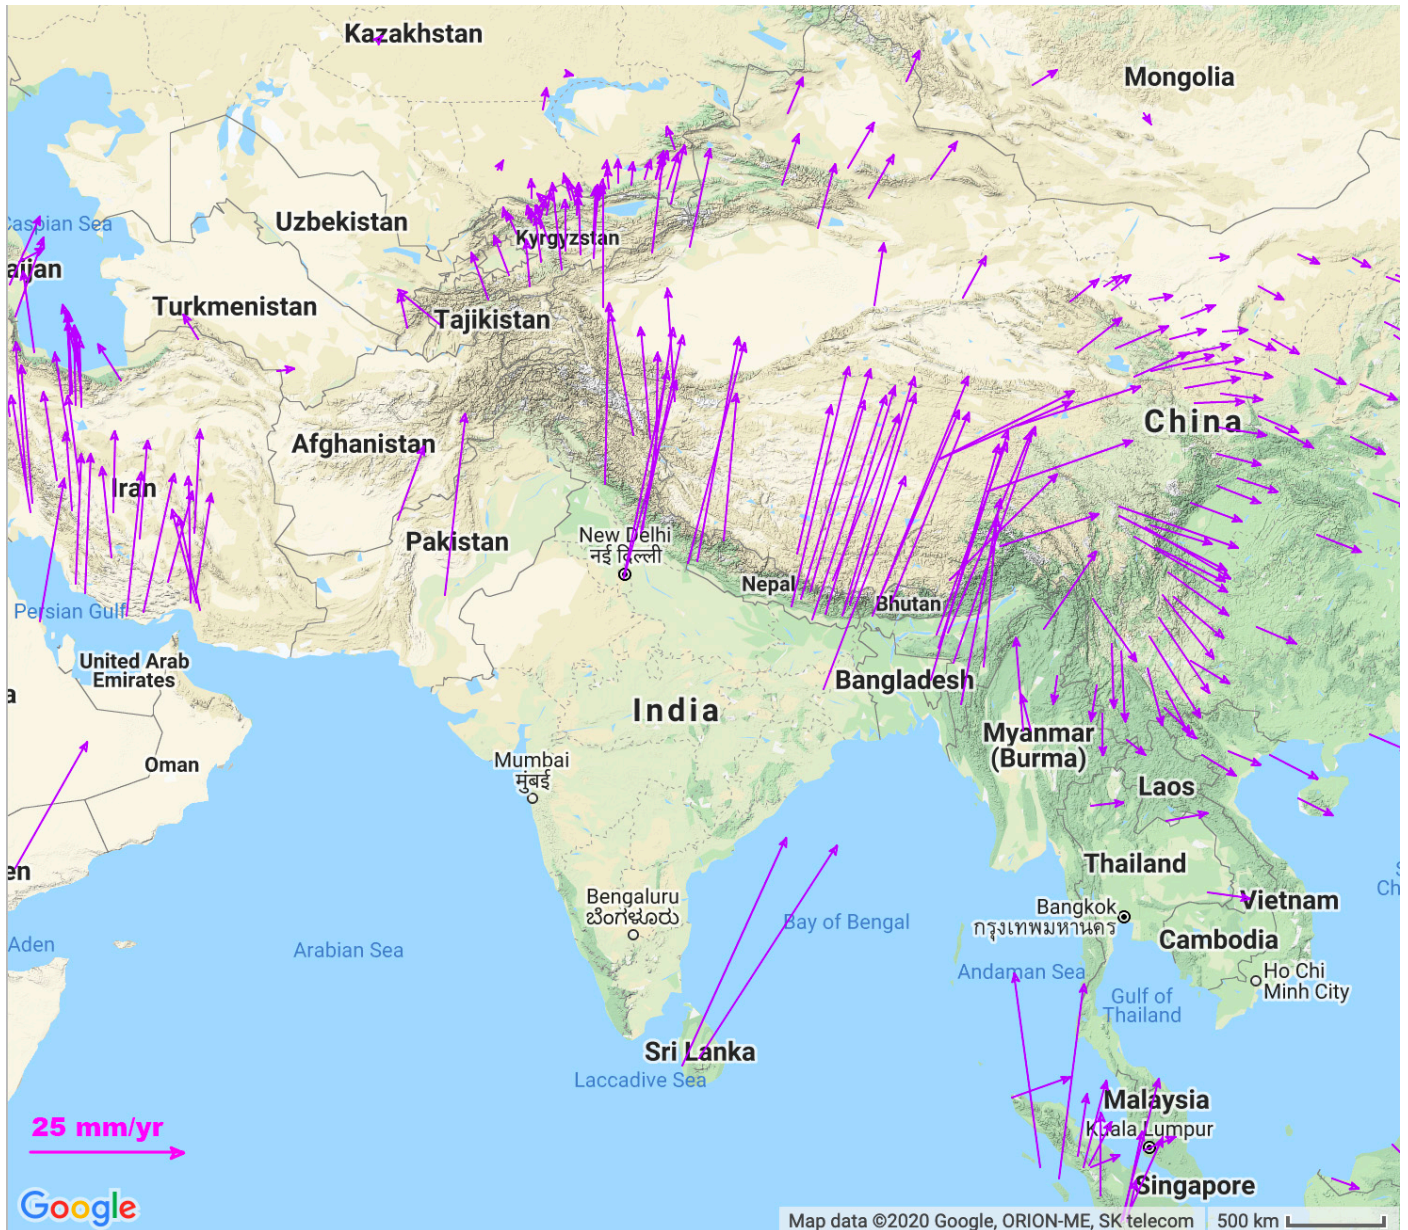 Kazakhstan
Mongolia
Caspian Sea
Uzbekistan
Kyrgyzstan
aijan
Turkmenistan
Tajikistan
China
Afghanistan
Iran
New Delhi
नई दिल्ली
Pakistan
Nepal
Bhutan
Persian Gulf
United Arab
Emirates
Bangladesh
a
India
Myanmar
(Burma)
Oman
Mumbai
मुंबई
Laos
Thailand
en
Bengaluru
ಬೆಂಗಳೂರು
Vietnam
Bangkok
กรุงเทพมหานคร
Bay of Bengal
S
Ch
Cambodia
Aden
Arabian Sea
Andaman Sea
Ho Chi
Minh City
Gulf of
Thailand
Sri Lanka
Laccadive Sea
Malaysia
25 mm/yr
Kuala Lumpur
Singapore
Google
Map data ©2020 Google, ORION-ME, SK telecom
500 km